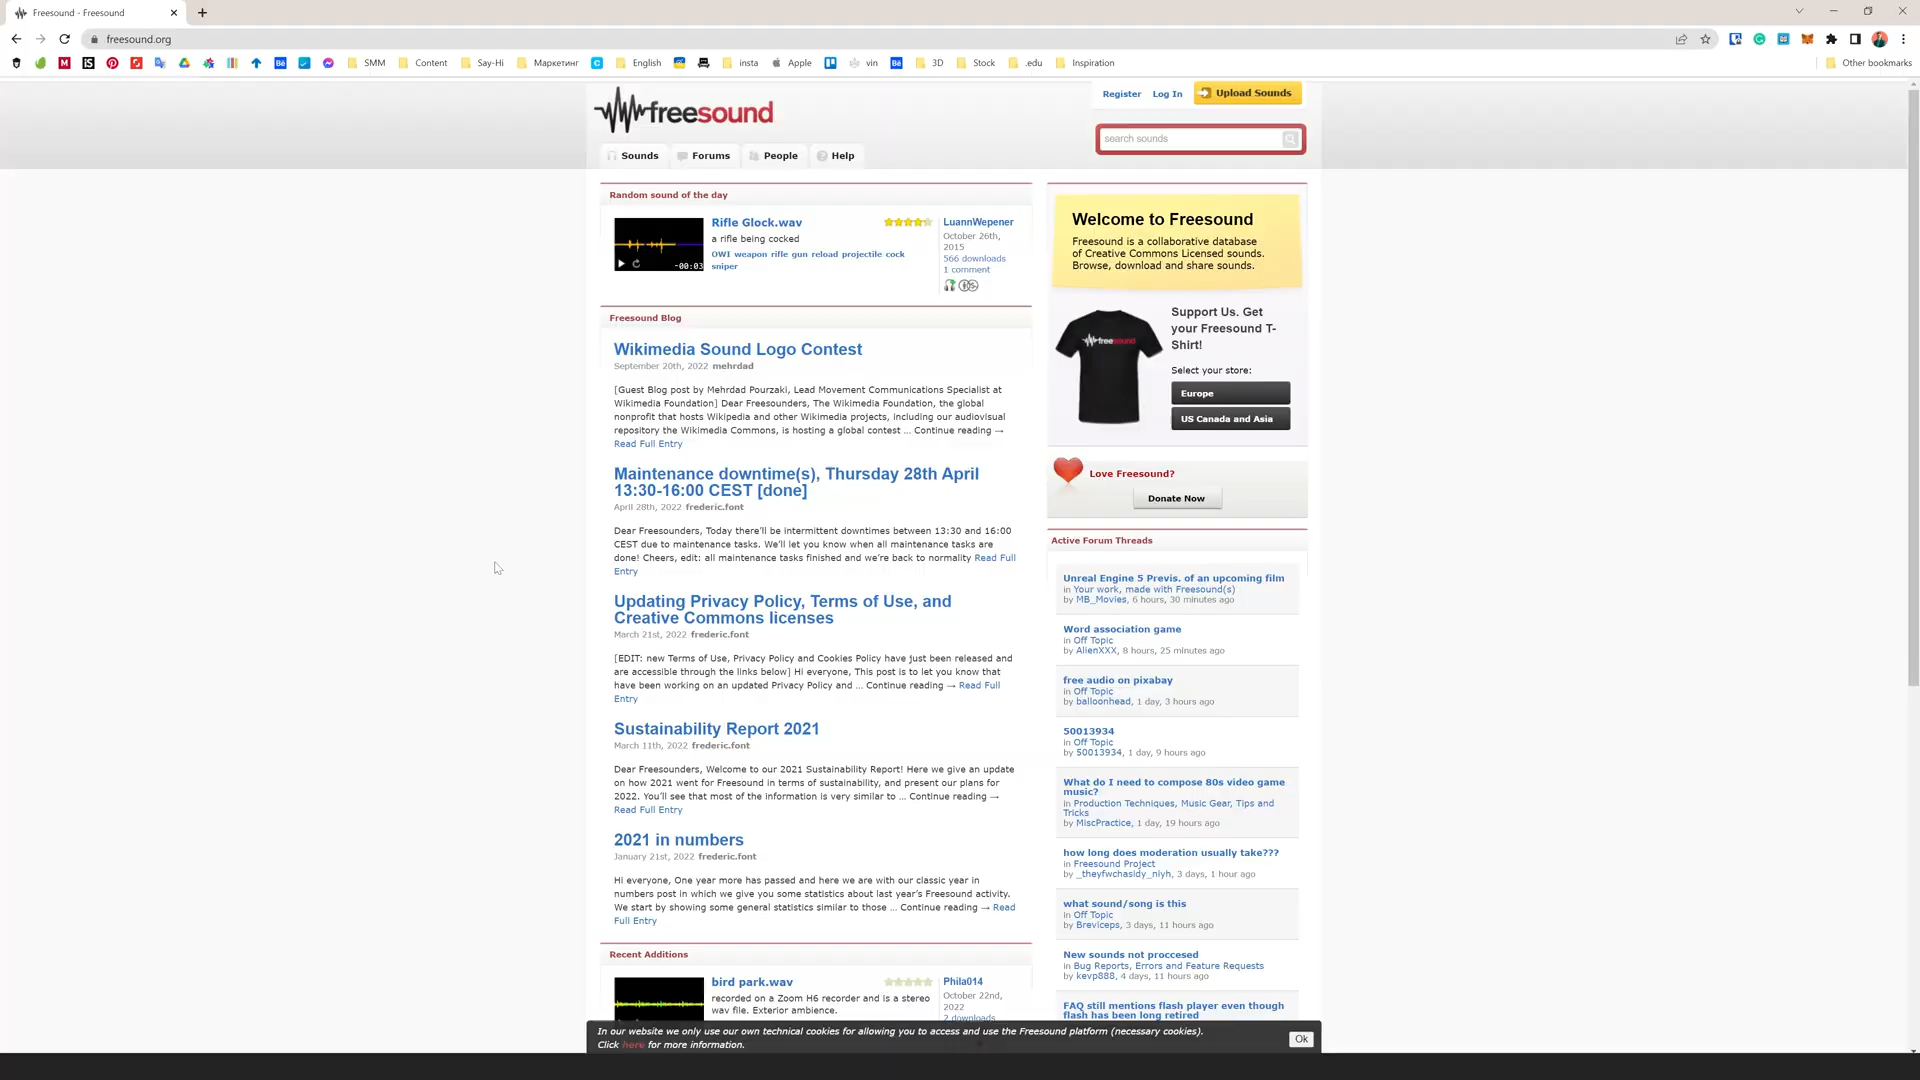 Freesound - Freesound
freesound.org
SMM
Content
Say-Hi
Маркетинг
English
insta
Apple
vin
3D
Stock
.edu
Inspiration
Other bookmarks
freesound
Register
Log In
Upload Sounds
search sounds
Sounds
Forums
People
Help
Random sound of the day
Rifle Glock.wav
a rifle being cocked
OWI weapon rifle gun reload projectile cock
sniper
-00:03
LuannWepener
October 26th,
2015
566 downloads
1 comment
Freesound Blog
Wikimedia Sound Logo Contest
September 20th, 2022 mehrdad
[Guest Blog post by Mehrdad Pourzaki, Lead Movement Communications Specialist at
Wikimedia Foundation] Dear Freesounders, The Wikimedia Foundation, the global
nonprofit that hosts Wikipedia and other Wikimedia projects, including our audiovisual
repository the Wikimedia Commons, is hosting a global contest ... Continue reading →
Read Full Entry
Maintenance downtime(s), Thursday 28th April
13:30-16:00 CEST [done]
April 28th, 2022 frederic.font
Dear Freesounders, Today there'll be intermittent downtimes between 13:30 and 16:00
CEST due to maintenance tasks. We'll let you know when all maintenance tasks are
done! Cheers, edit: all maintenance tasks finished and we're back to normality Read Full
Entry
Updating Privacy Policy, Terms of Use, and
Creative Commons licenses
March 21st, 2022 frederic.font
[EDIT: new Terms of Use, Privacy Policy and Cookies Policy have just been released and
are accessible through the links below] Hi everyone, This post is to let you know that
have been working on an updated Privacy Policy and ... Continue reading → Read Full
Entry
Sustainability Report 2021
March 11th, 2022 frederic.font
Dear Freesounders, Welcome to our 2021 Sustainability Report! Here we give an update
on how 2021 went for Freesound in terms of sustainability, and present our plans for
2022. You'll see that most of the information is very similar to ... Continue reading →
Read Full Entry
2021 in numbers
January 21st, 2022 frederic.font
Hi everyone, One year more has passed and here we are with our classic year in
numbers post in which we give you some statistics about last year's Freesound activity.
We start by showing some general statistics similar to those ... Continue reading → Read
Full Entry
Recent Additions
bird park.wav
recorded on a Zoom H6 recorder and is a stereo
wav file. Exterior ambience.
Phila014
October 22nd,
2022
2 downloads
Welcome to Freesound
Freesound is a collaborative database
of Creative Commons Licensed sounds.
Browse, download and share sounds.
freesound
Support Us. Get
your Freesound T-
Shirt!
Select your store:
Europe
US Canada and Asia
Love Freesound?
Donate Now
Active Forum Threads
Unreal Engine 5 Previs. of an upcoming film
in Your work, made with Freesound(s)
by MB_Movies, 6 hours, 30 minutes ago
Word association game
in Off Topic
by AlienXXX, 8 hours, 25 minutes ago
free audio on pixabay
in Off Topic
by balloonhead, 1 day, 3 hours ago
50013934
in Off Topic
by 50013934, 1 day, 9 hours ago
What do I need to compose 80s video game
music?
in Production Techniques, Music Gear, Tips and
Tricks
by MiscPractice, 1 day, 19 hours ago
how long does moderation usually take???
in Freesound Project
by _theyfwchasidy_niyh, 3 days, 1 hour ago
what sound/song is this
in Off Topic
by Breviceps, 3 days, 11 hours ago
New sounds not proccesed
in Bug Reports, Errors and Feature Requests
by kevp888, 4 days, 11 hours ago
FAQ still mentions flash player even though
flash has been long retired
In our website we only use our own technical cookies for allowing you to access and use the Freesound platform (necessary cookies).
Click here for more information.
Ok